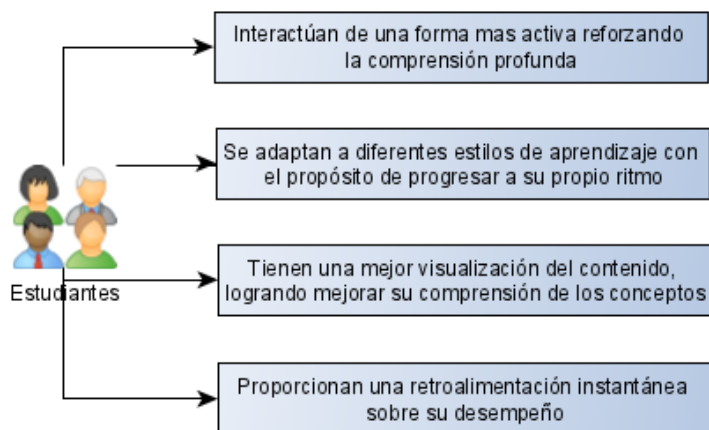 Interactúan de una forma mas activa reforzando
la comprensión profunda
Se adaptan a diferentes estilos de aprendizaje con
el propósito de progresar a su propio ritmo
Estudiantes
Tienen una mejor visualización del contenido,
logrando mejorar su comprensión de los conceptos
Proporcionan una retroalimentación instantánea
sobre su desempeño